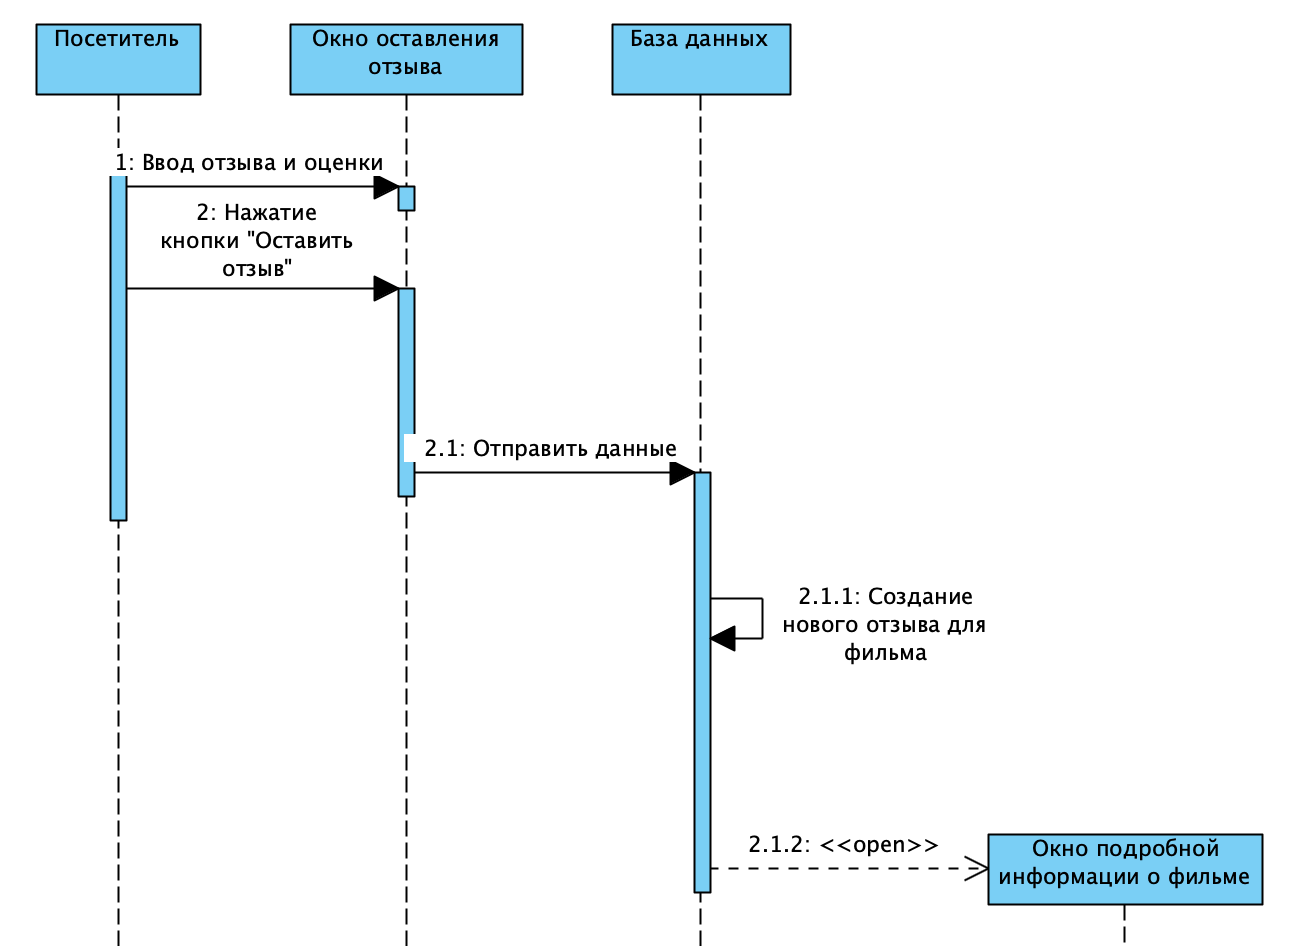 Посетитель
Окно оставления
отзыва
База данных
1: Ввод отзыва и оценки
2: Нажатие
кнопки "Оставить
отзыв"
2.1: Отправить данные
2.1.1: Создание
нового отзыва для
фильма
2.1.2: <<open>>
Окно подробной
информации о фильме